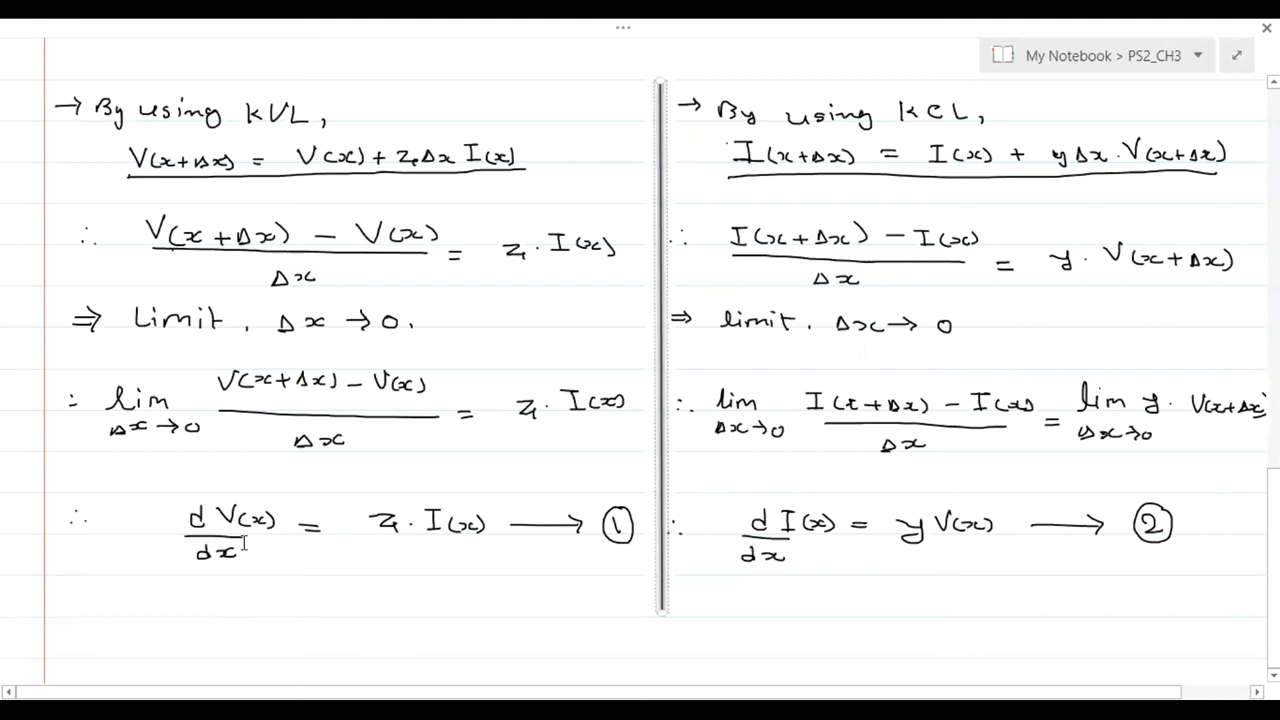 My Notebook > PS2_CH3
→ By using KVL,
V(x+Δx) = V(x) + z.Δx I(x)
∴ V(x+Δx) - V(x) / Δx = z. I(x)
⇒ Limit, Δx → 0.
∴ lim Δx→0 V(x+Δx) - V(x) / Δx = z. I(x)
∴ d V(x) / dx = z. I(x) ⟶ ①
→ By using KCL,
I(x+Δx) = I(x) + yΔx. V(x+Δx)
∴ I(x+Δx) - I(x) / Δx = y. V(x+Δx)
⇒ limit, Δx → 0
∴ lim Δx→0 I(x+Δx) - I(x) / Δx = lim Δx→0 y. V(x+Δx)
∴ d I(x) / dx = y V(x) ⟶ ②